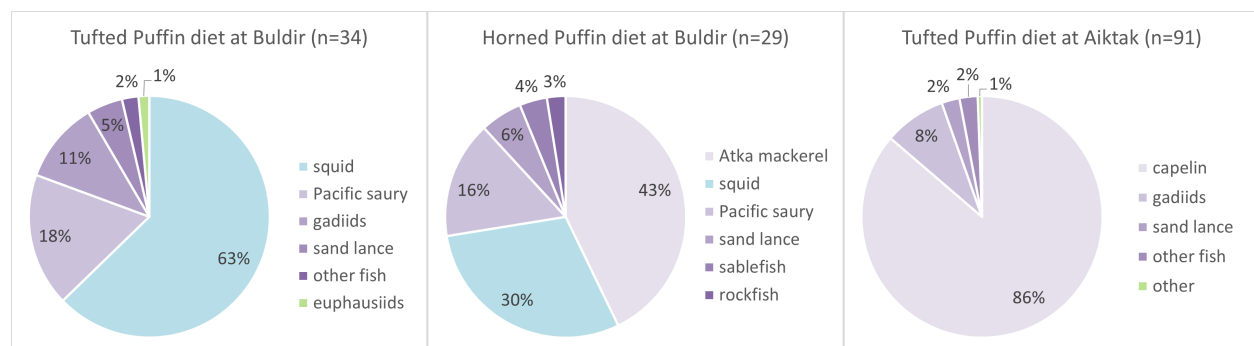 Tufted Puffin diet at Buldir (n=34)
2%
1%
5%
11%
18%
63%
squid
Pacific saury
gadiids
sand lance
other fish
euphausiids
Horned Puffin diet at Buldir (n=29)
4%
3%
6%
16%
43%
30%
Atka mackerel
squid
Pacific saury
sand lance
sablefish
rockfish
Tufted Puffin diet at Aiktak (n=91)
2%
2%
1%
8%
86%
capelin
gadiids
sand lance
other fish
other